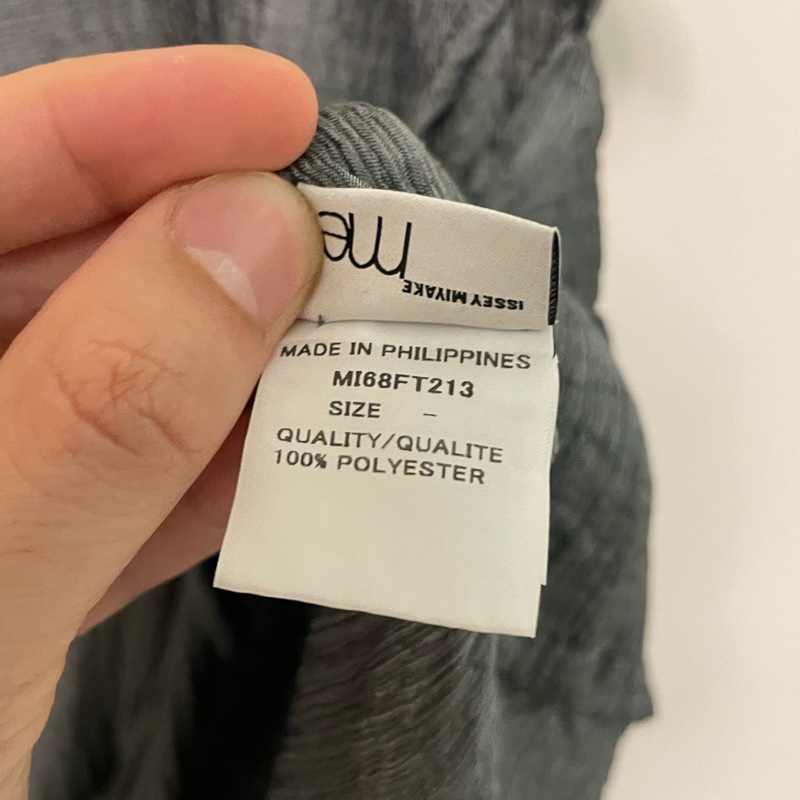 me
ISSEY MIYAKE
MADE IN PHILIPPINES
MI68FT213
SIZE –
QUALITY/QUALITE
100% POLYESTER